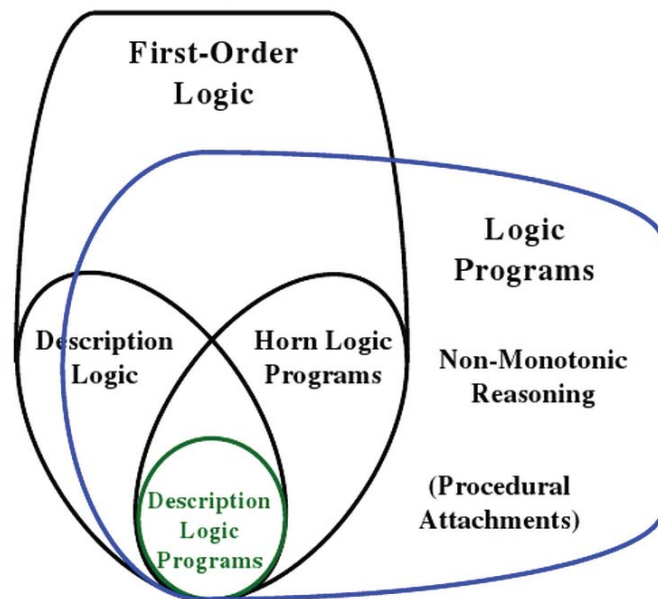 First-Order
Logic
Logic
Programs
Description
Logic
Horn Logic
Programs
Non-Monotonic
Reasoning
Description
Logic
Programs
(Procedural
Attachments)